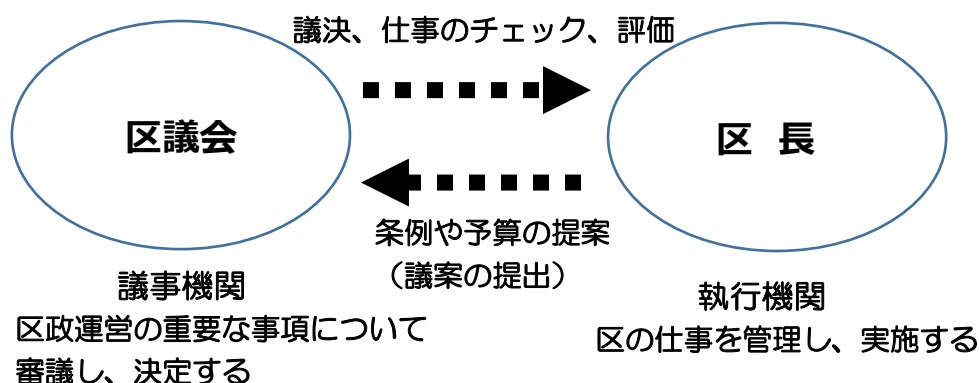 議決、仕事のチェック、評価
区議会
区 長
条例や予算の提案
（議案の提出）
議事機関
区政運営の重要な事項について
審議し、決定する
執行機関
区の仕事を管理し、実施する